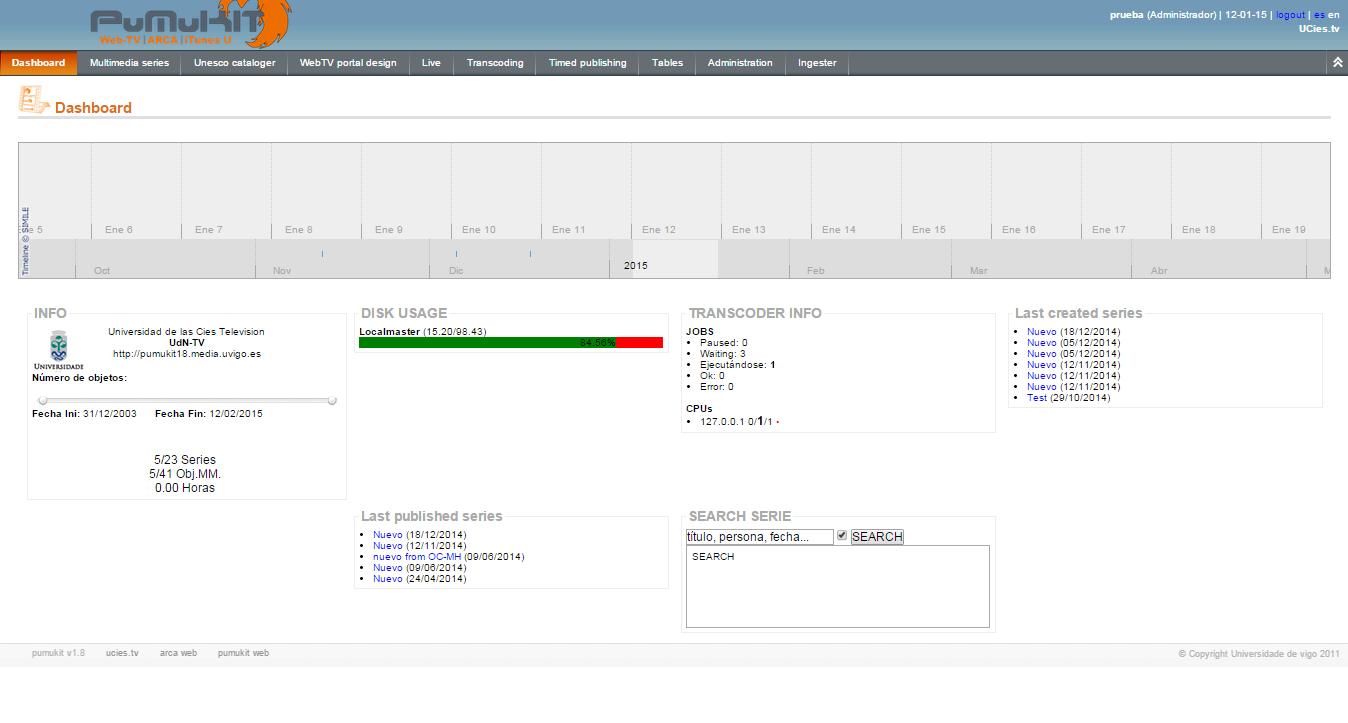 PuMuKIT
Web-TV | ARCA | iTunes U
prueba (Administrador) | 12-01-15 | logout | es en
UCies.tv
Dashboard Multimedia series Unesco cataloger WebTV portal design Live Transcoding Timed publishing Tables Administration Ingester
Dashboard
Timeline © SIMILE
5 Ene 6 Ene 7 Ene 8 Ene 9 Ene 10 Ene 11 Ene 12 Ene 13 Ene 14 Ene 15 Ene 16 Ene 17 Ene 18 Ene 19
Oct Nov Dic 2015 Feb Mar Abr M
INFO
Universidad de las Cies Television
UdN-TV
http://pumukit18.media.uvigo.es
UNIVERSIDADE
Número de objetos:
Fecha Ini: 31/12/2003 Fecha Fin: 12/02/2015
5/23 Series
5/41 Obj.MM.
0.00 Horas
DISK USAGE
Localmaster (15.20/98.43)
84.56%
TRANSCODER INFO
JOBS
• Paused: 0
• Waiting: 3
• Ejecutándose: 1
• Ok: 0
• Error: 0
CPUs
• 127.0.0.1 0/1/1 •
Last created series
• Nuevo (18/12/2014)
• Nuevo (05/12/2014)
• Nuevo (05/12/2014)
• Nuevo (12/11/2014)
• Nuevo (12/11/2014)
• Nuevo (12/11/2014)
• Test (29/10/2014)
Last published series
• Nuevo (18/12/2014)
• Nuevo (12/11/2014)
• nuevo from OC-MH (09/06/2014)
• Nuevo (09/06/2014)
• Nuevo (24/04/2014)
SEARCH SERIE
título, persona, fecha... SEARCH
SEARCH
pumukit v1.8 ucies.tv arca web pumukit web
© Copyright Universidade de vigo 2011